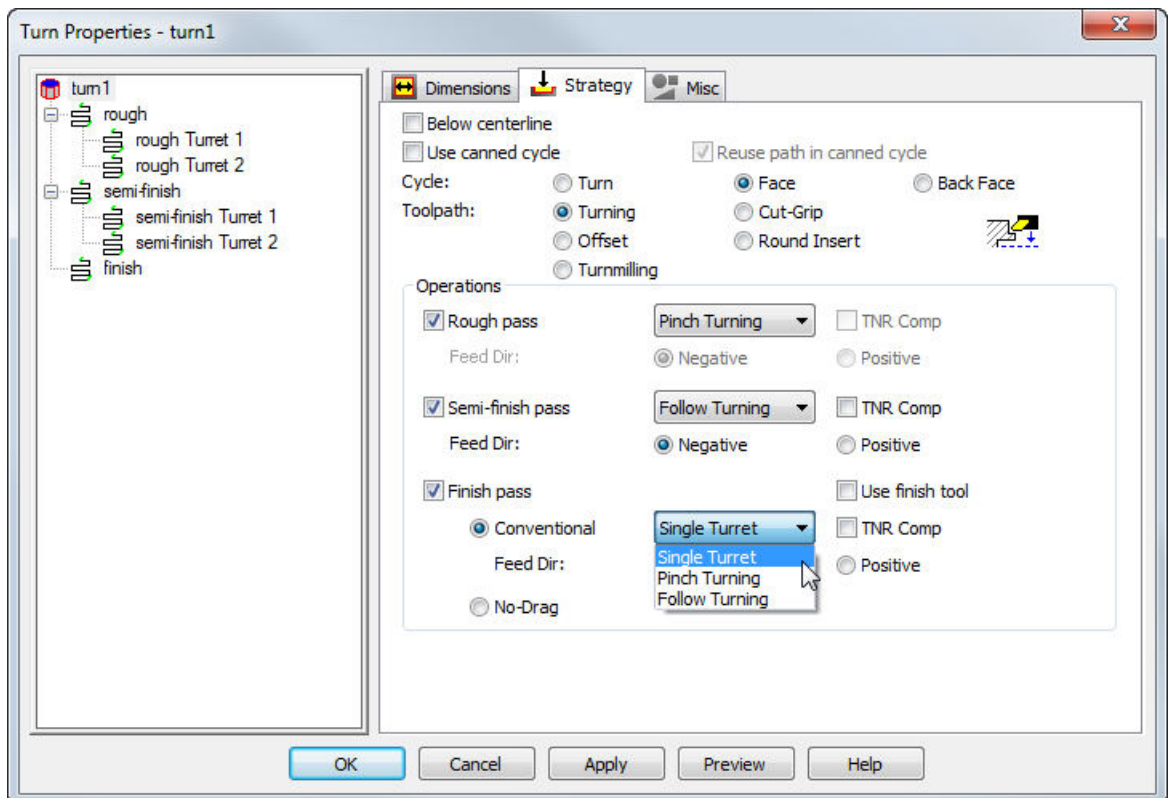 Turn Properties - turn1
turn1
rough
rough Turret 1
rough Turret 2
semi-finish
semi-finish Turret 1
semi-finish Turret 2
finish
Dimensions Strategy Misc
Below centerline
Use canned cycle Reuse path in canned cycle
Cycle: Turn Face Back Face
Toolpath: Turning Cut-Grip
Offset Round Insert
Turnmilling
Operations
Rough pass Pinch Turning TNR Comp
Feed Dir: Negative Positive
Semi-finish pass Follow Turning TNR Comp
Feed Dir: Negative Positive
Finish pass Use finish tool
Conventional Single Turret TNR Comp
Feed Dir: Single Turret Positive
Pinch Turning
No-Drag Follow Turning
OK Cancel Apply Preview Help